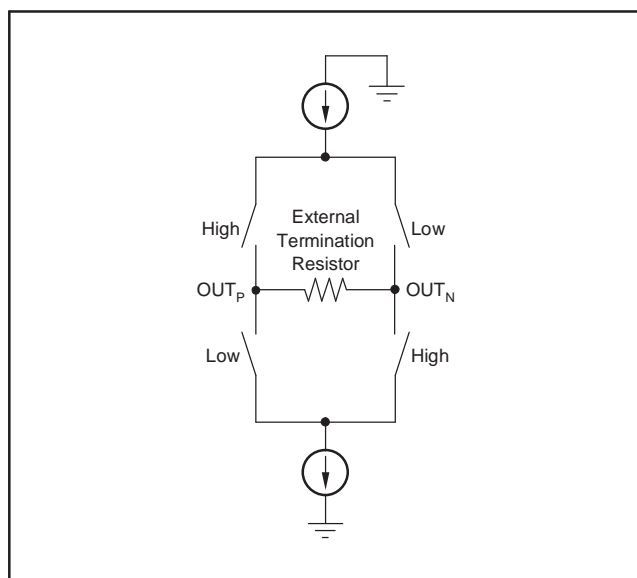 External
Termination
Resistor
High
Low
OUTP
OUTN
Low
High